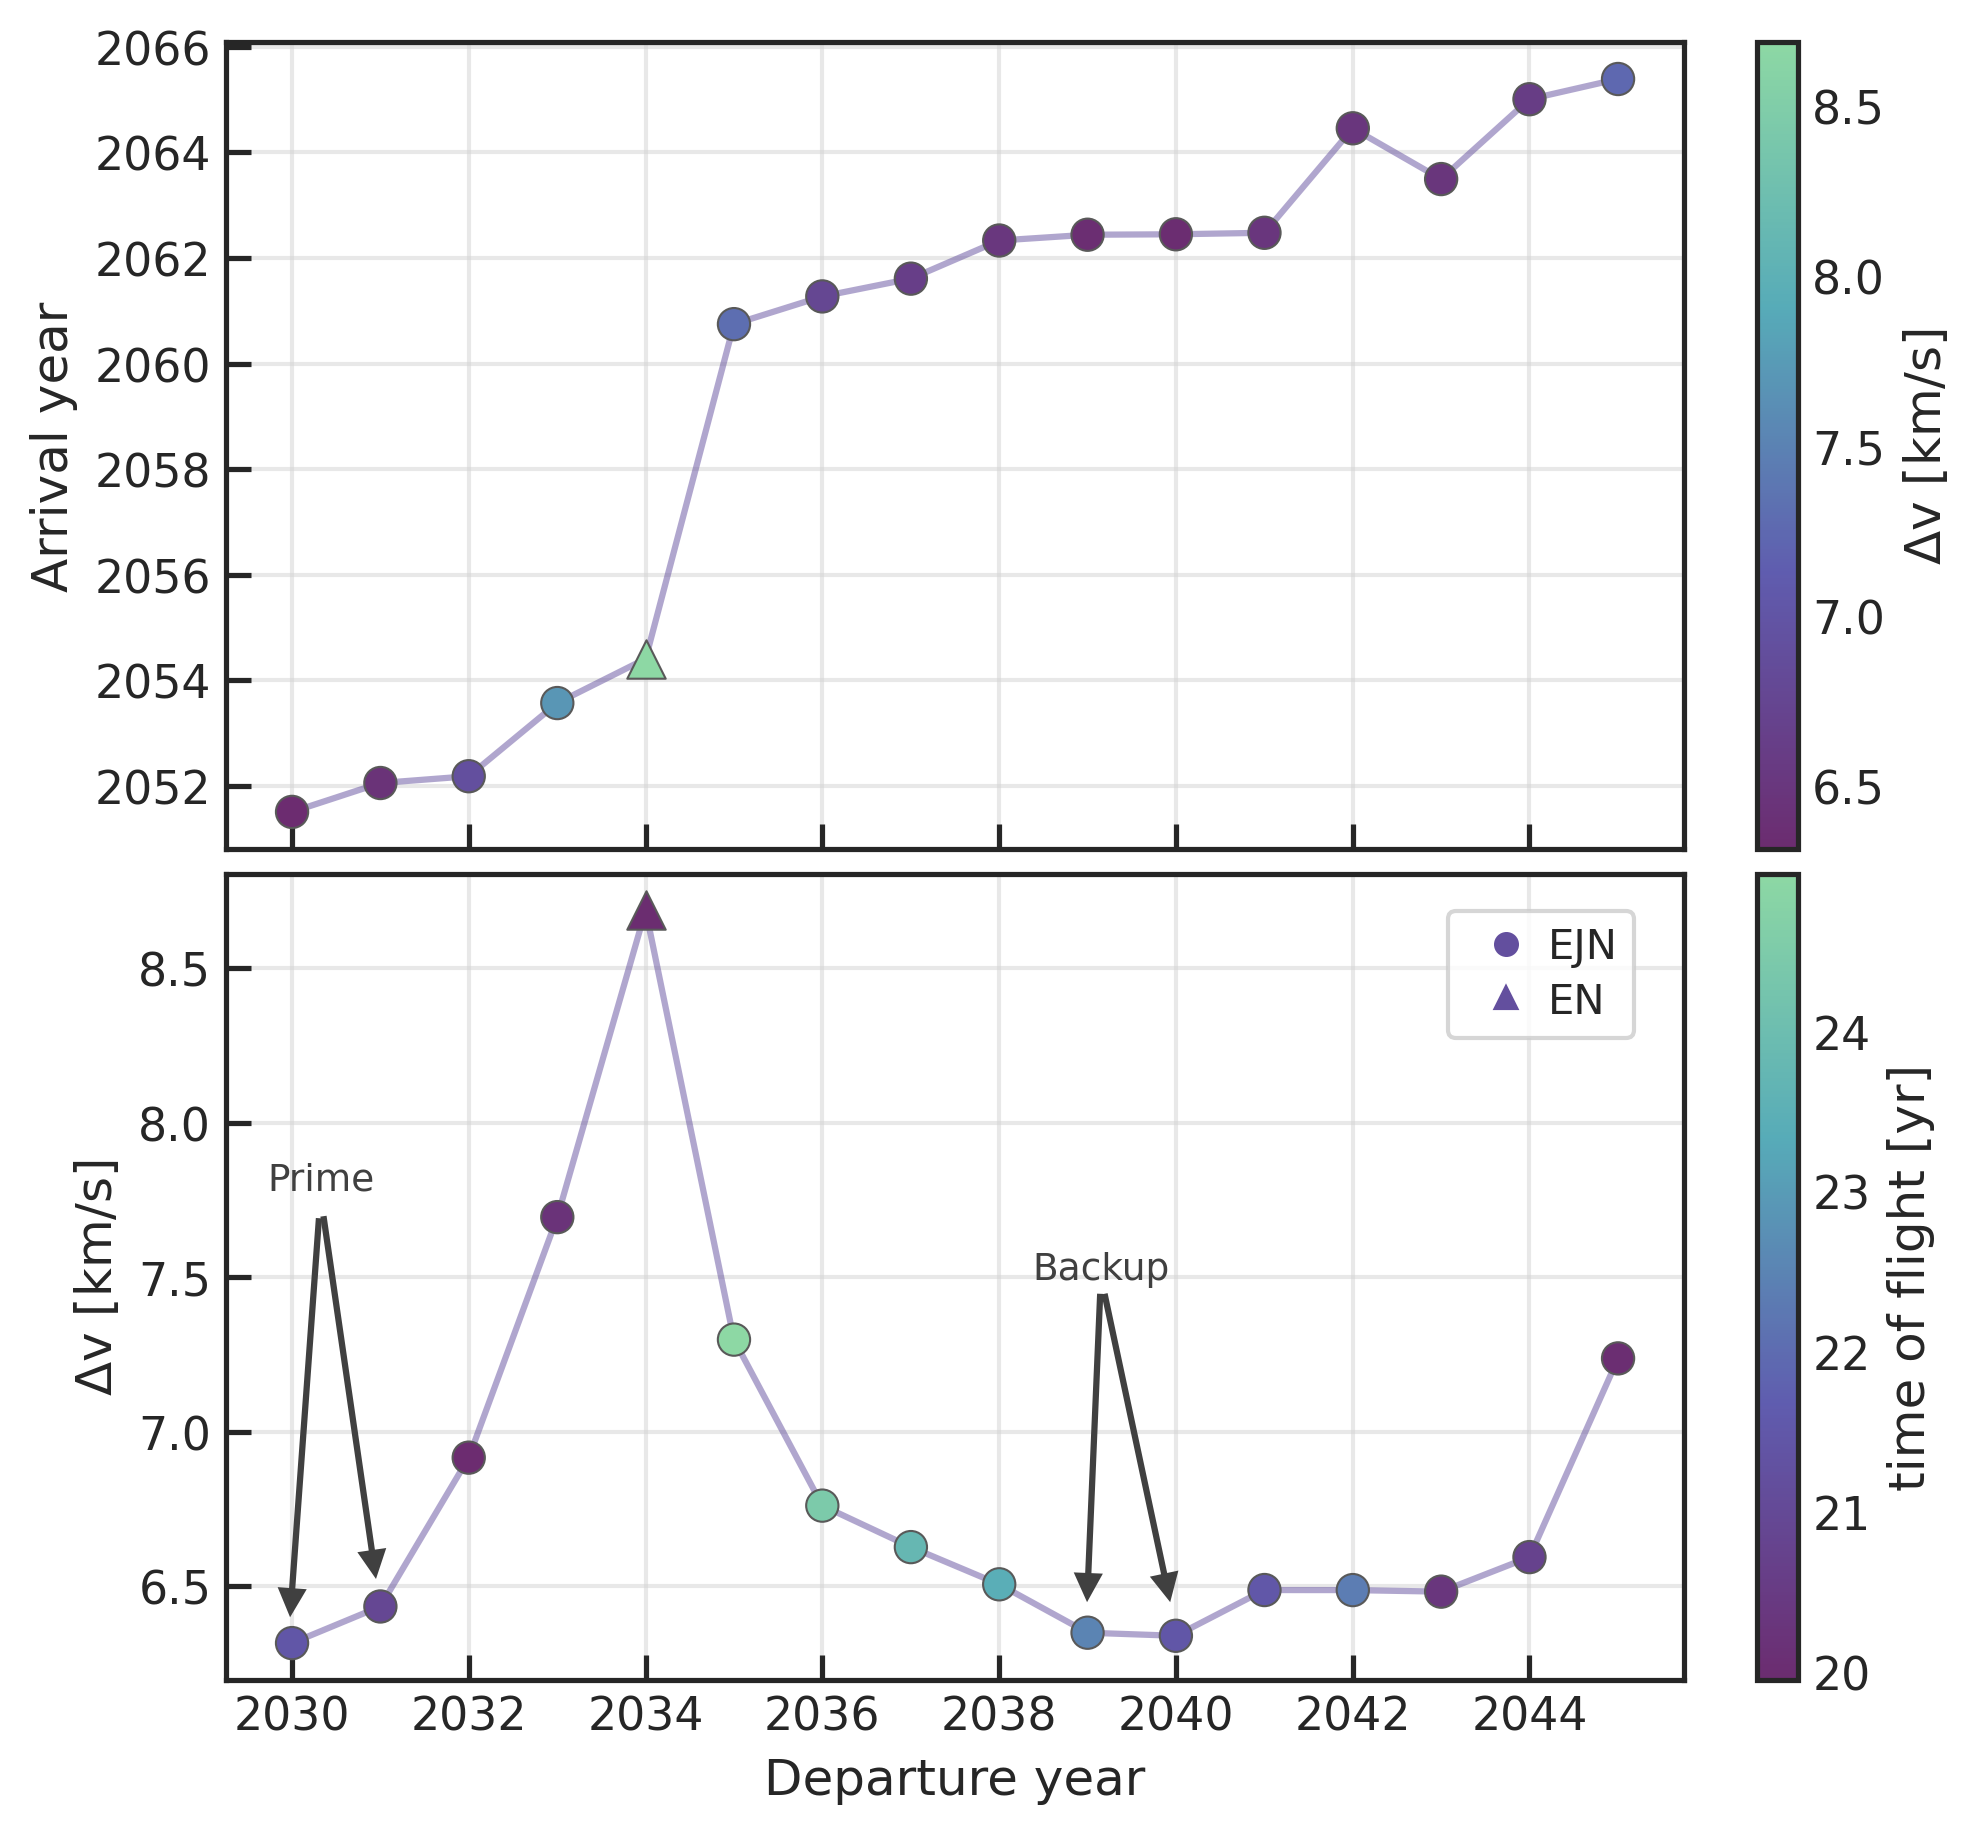 2066
2064
2062
2060
2058
2056
2054
2052
Arrival year
8.5
8.0
7.5
7.0
6.5
Δv [km/s]
8.5
8.0
7.5
7.0
6.5
Δv [km/s]
Prime
Backup
EJN
EN
24
23
22
21
20
time of flight [yr]
2030 2032 2034 2036 2038 2040 2042 2044
Departure year